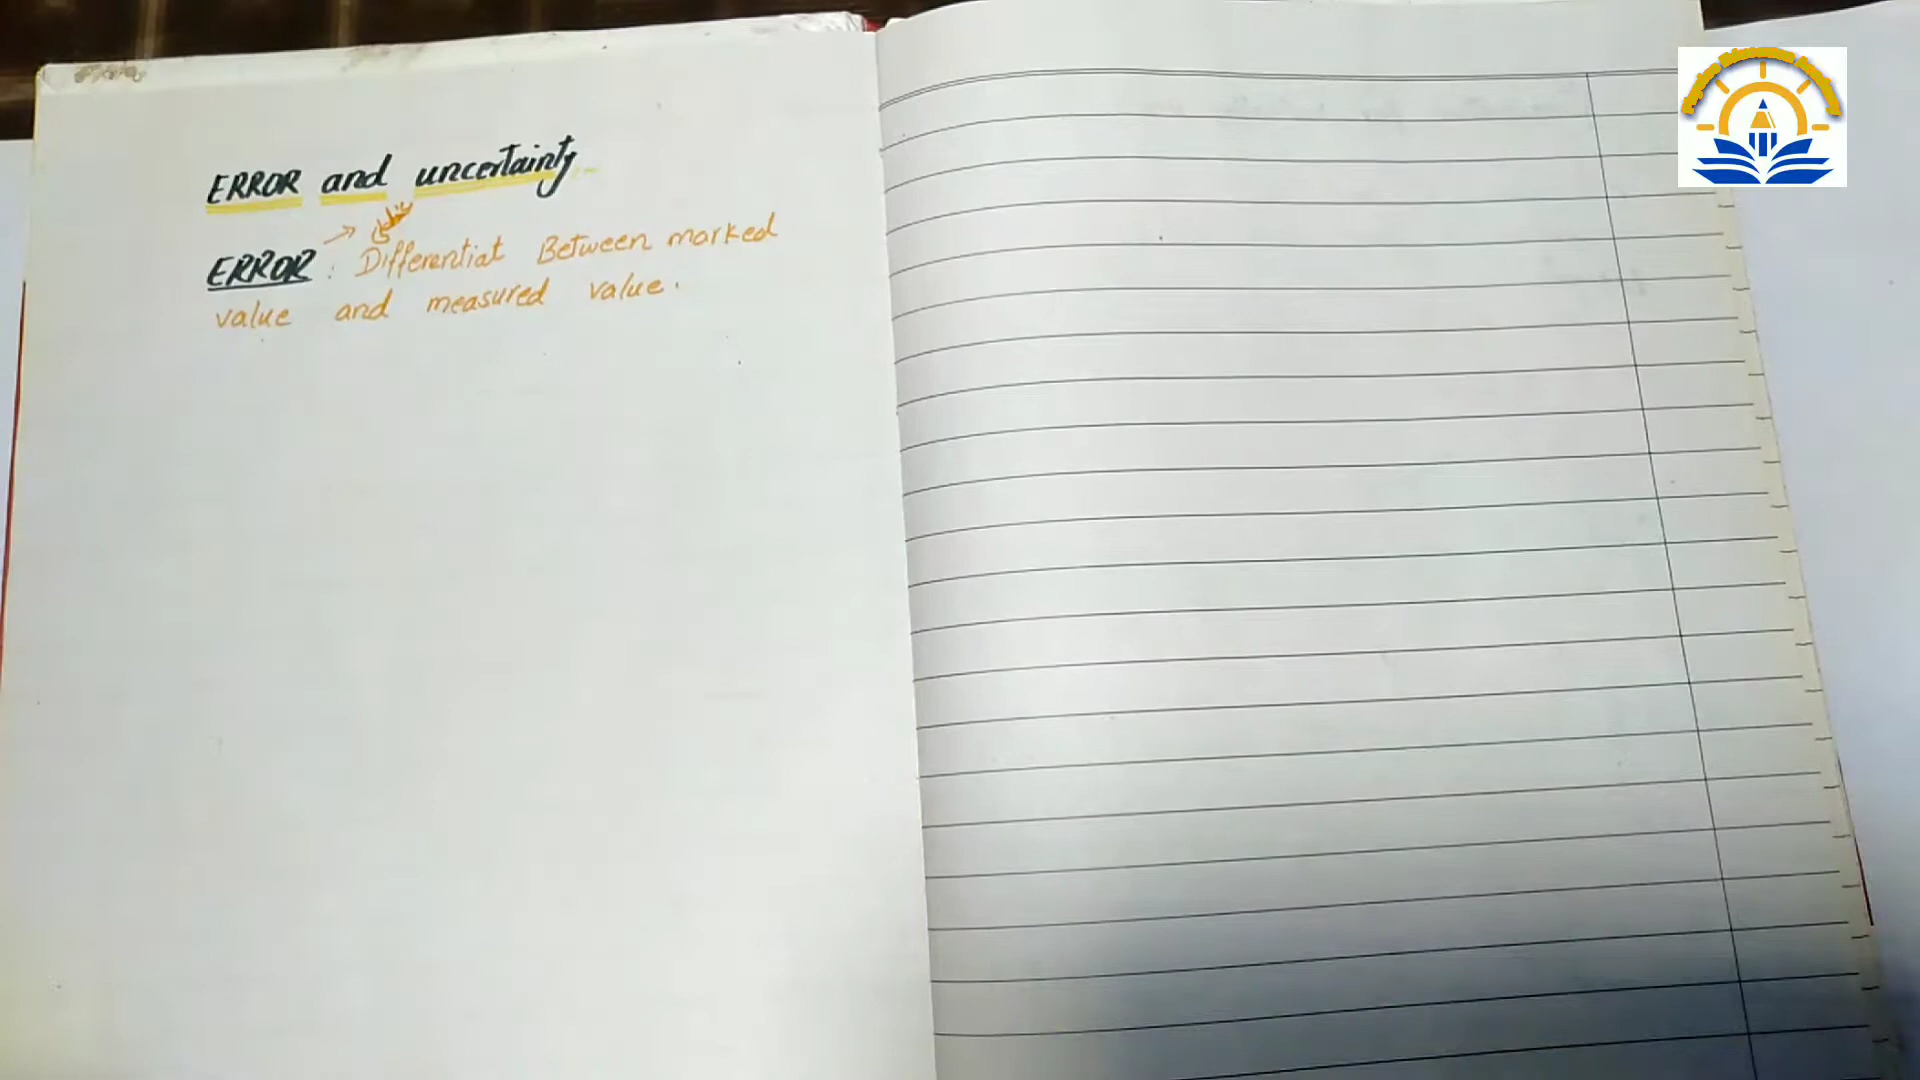 ERROR and uncertainty
ERROR : Differentiat Between marked
value and measured value.